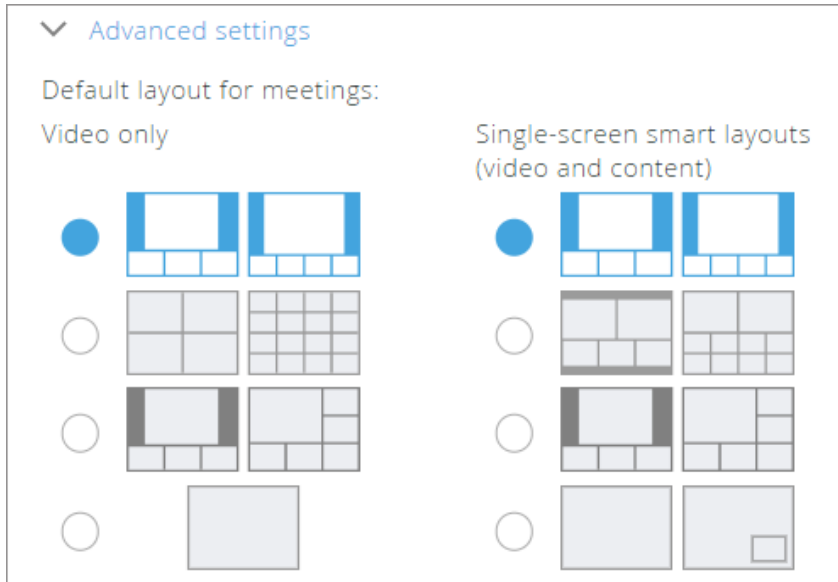 Advanced settings
Default layout for meetings:
Video only
Single-screen smart layouts
(video and content)